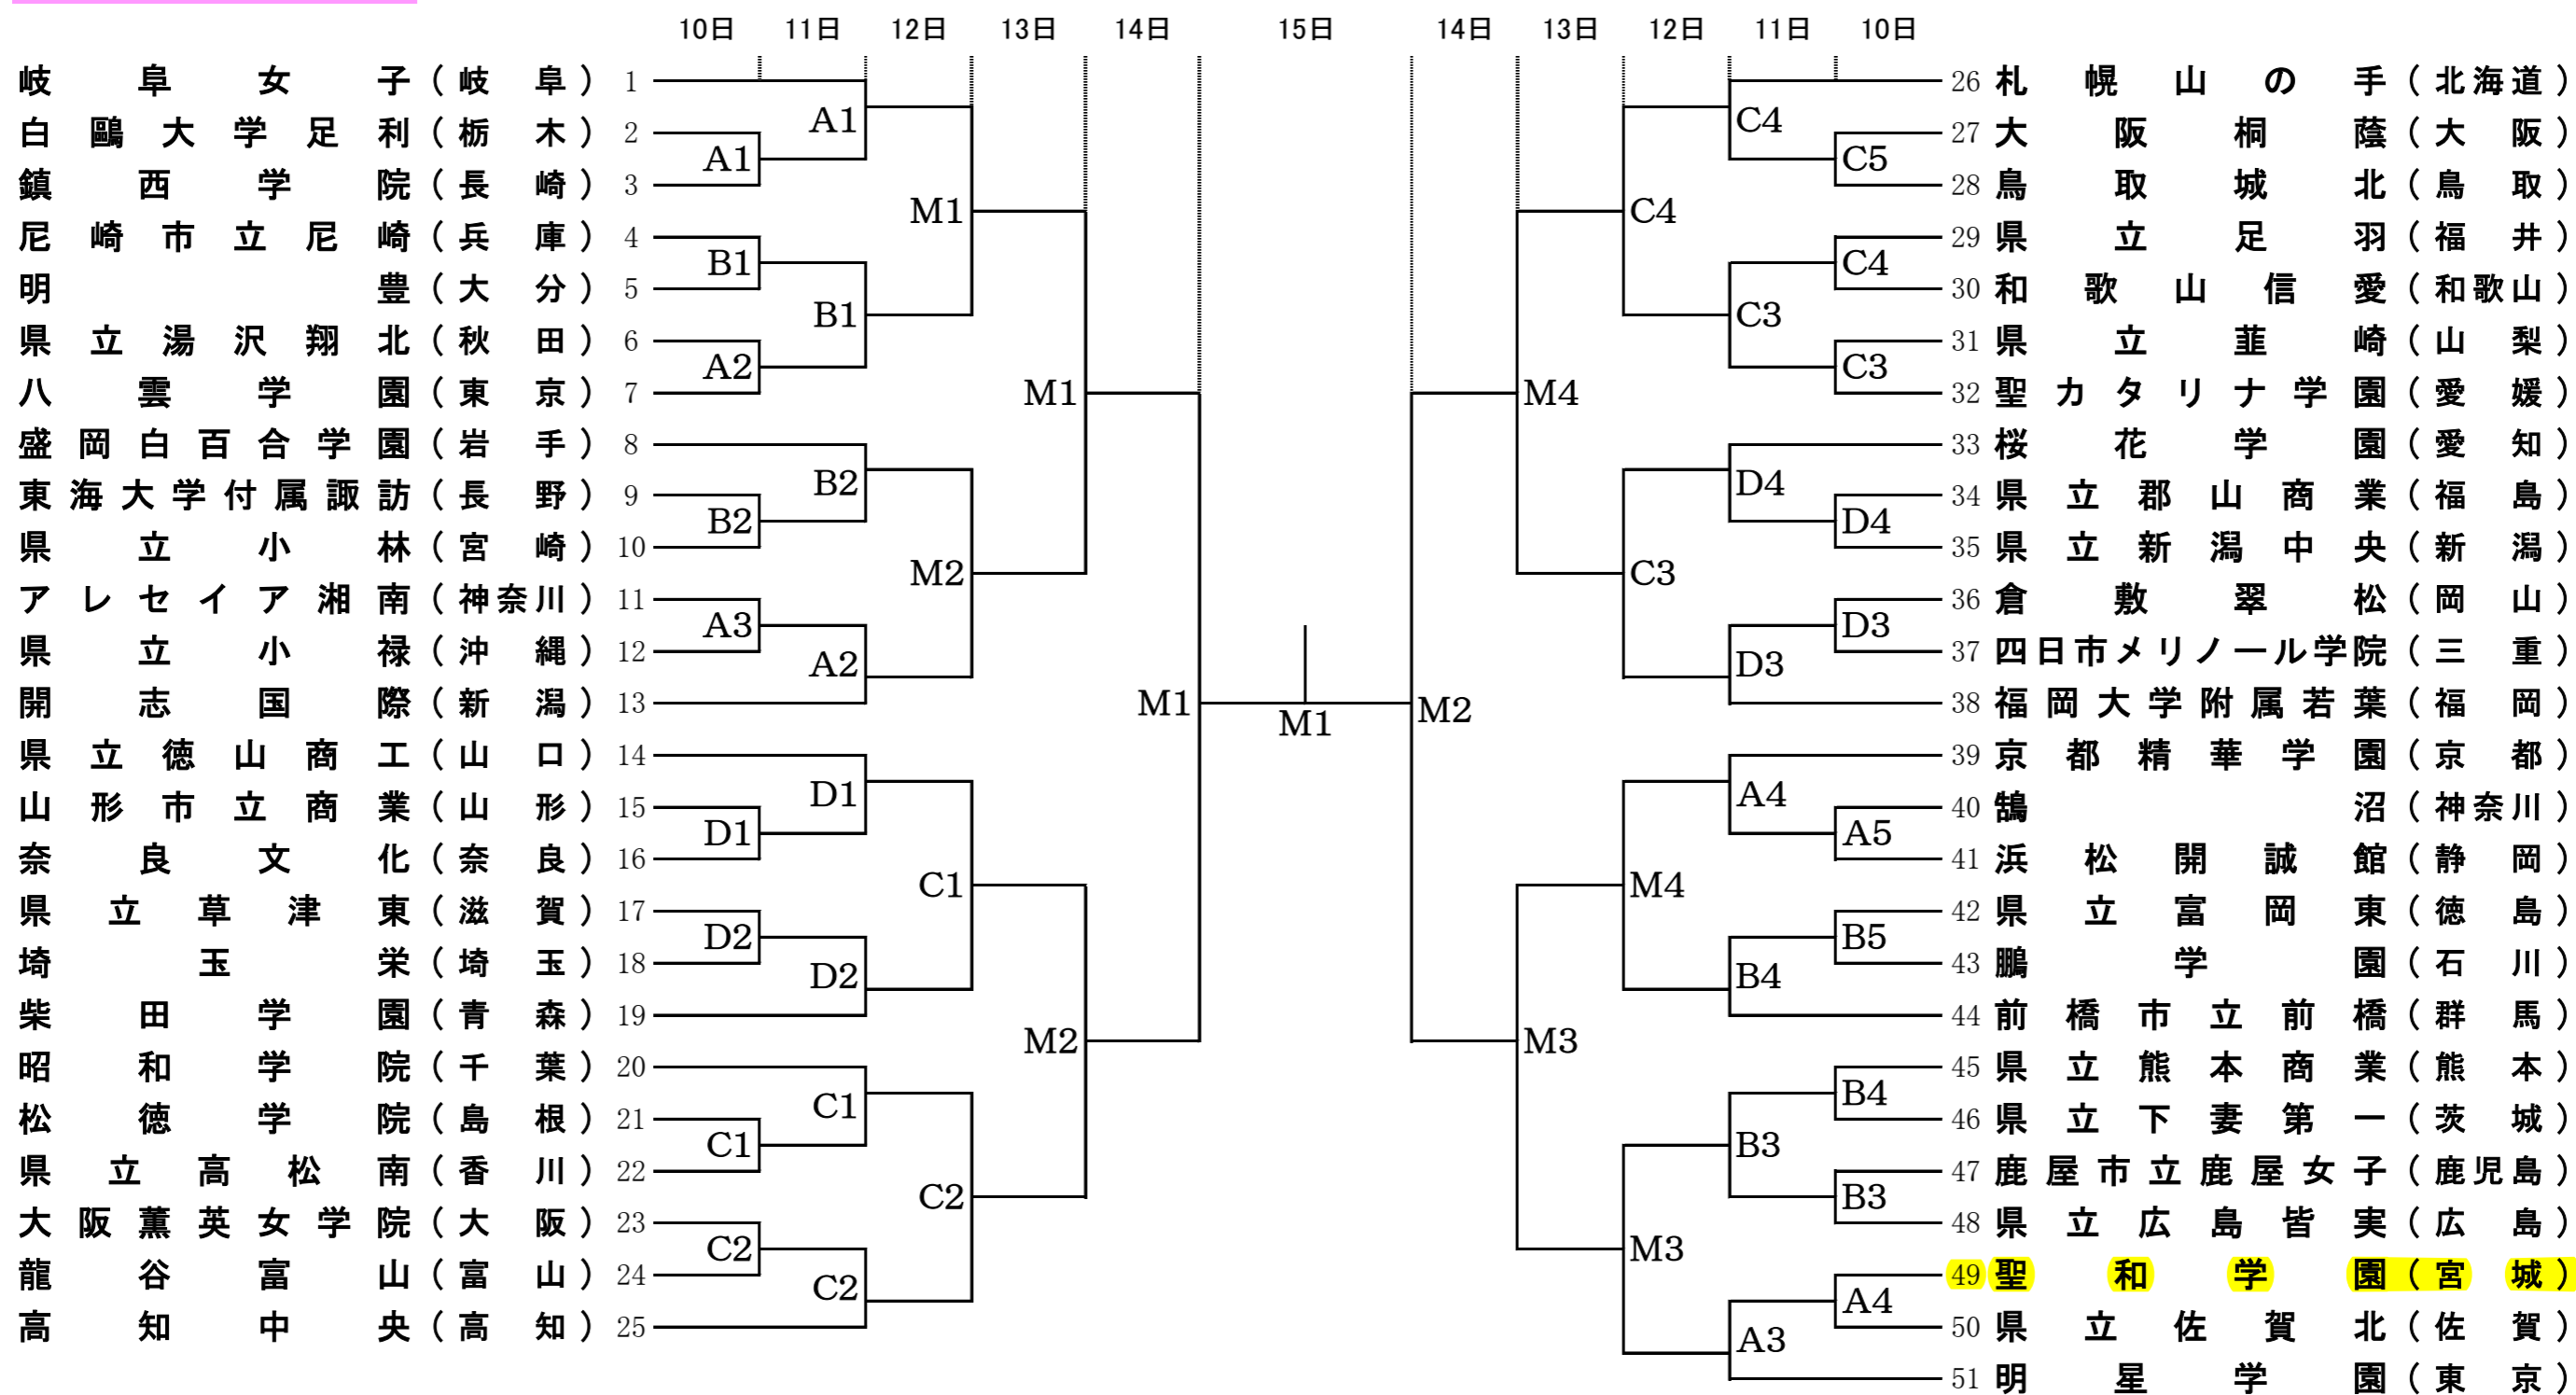 10日 11日 12日 13日 14日 15日 14日 13日 12日 11日 10日
岐阜女子（岐阜） 1
白鷗大学足利（栃木） 2
鎮西学院（長崎） 3
尼崎市立尼崎（兵庫） 4
明豊（大分） 5
県立湯沢翔北（秋田） 6
八雲学園（東京） 7
盛岡白百合学園（岩手） 8
東海大学付属諏訪（長野） 9
県立小林（宮崎） 10
アレセイア湘南（神奈川） 11
県立小禄（沖縄） 12
開志国際（新潟） 13
県立徳山商工（山口） 14
山形市立商業（山形） 15
奈良文化（奈良） 16
県立草津東（滋賀） 17
埼玉栄（埼玉） 18
柴田学園（青森） 19
昭和学院（千葉） 20
松徳学院（島根） 21
県立高松南（香川） 22
大阪薫英女学院（大阪） 23
龍谷富山（富山） 24
高知中央（高知） 25
A1
B1
A2
B2
A3
D1
D2
C1
C2
A1
B1
B2
A2
D1
D2
C1
C2
M1
M2
C1
C2
M1
M2
M1
M1
M2
M4
M3
C4
C3
M4
M3
C4
C3
D4
D3
A4
B4
B3
A3
C5
C4
C3
D4
D3
A5
B5
B4
B3
A4
26 札幌山の手（北海道）
27 大阪桐蔭（大阪）
28 鳥取城北（鳥取）
29 県立足羽（福井）
30 和歌山信愛（和歌山）
31 県立韮崎（山梨）
32 聖カタリナ学園（愛媛）
33 桜花学園（愛知）
34 県立郡山商業（福島）
35 県立新潟中央（新潟）
36 倉敷翠松（岡山）
37 四日市メリノール学院（三重）
38 福岡大学附属若葉（福岡）
39 京都精華学園（京都）
40 鵠沼（神奈川）
41 浜松開誠館（静岡）
42 県立富岡東（徳島）
43 鵬学園（石川）
44 前橋市立前橋（群馬）
45 県立熊本商業（熊本）
46 県立下妻第一（茨城）
47 鹿屋市立鹿屋女子（鹿児島）
48 県立広島皆実（広島）
49 聖和学園（宮城）
50 県立佐賀北（佐賀）
51 明星学園（東京）